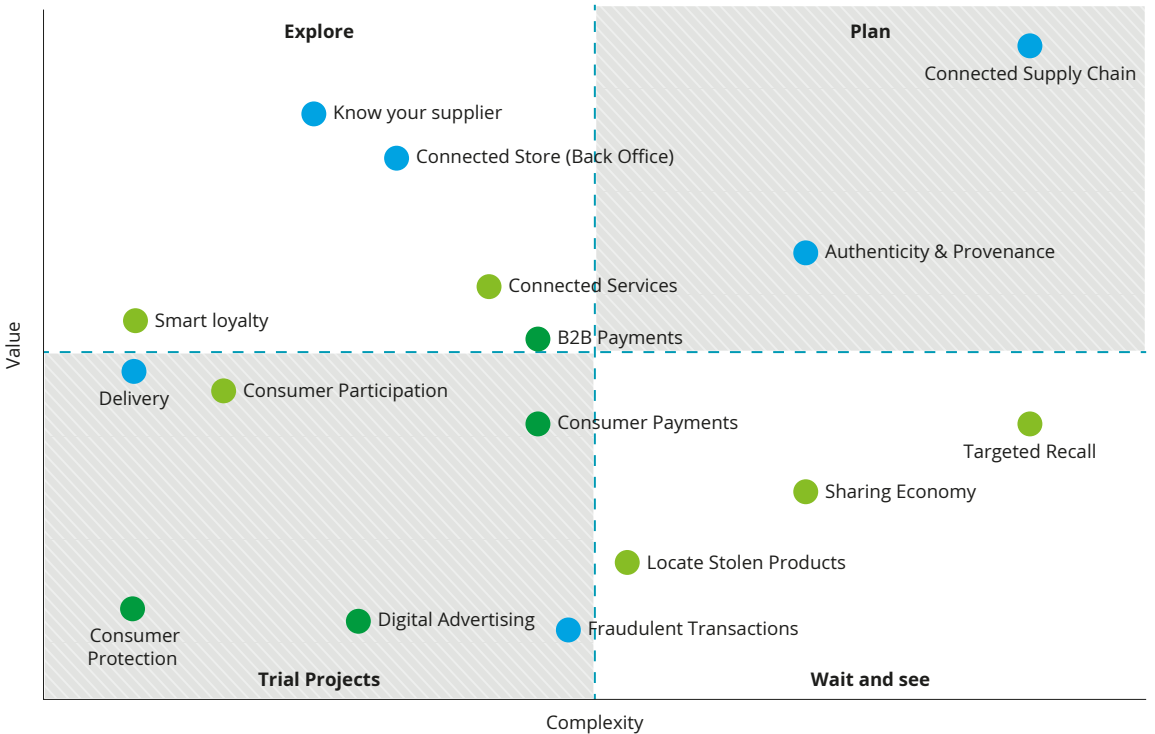 Explore
Plan
Connected Supply Chain
Know your supplier
Connected Store (Back Office)
Authenticity & Provenance
Connected Services
Smart loyalty
B2B Payments
Value
Delivery
Consumer Participation
Consumer Payments
Targeted Recall
Sharing Economy
Locate Stolen Products
Consumer
Protection
Digital Advertising
Fraudulent Transactions
Trial Projects
Wait and see
Complexity